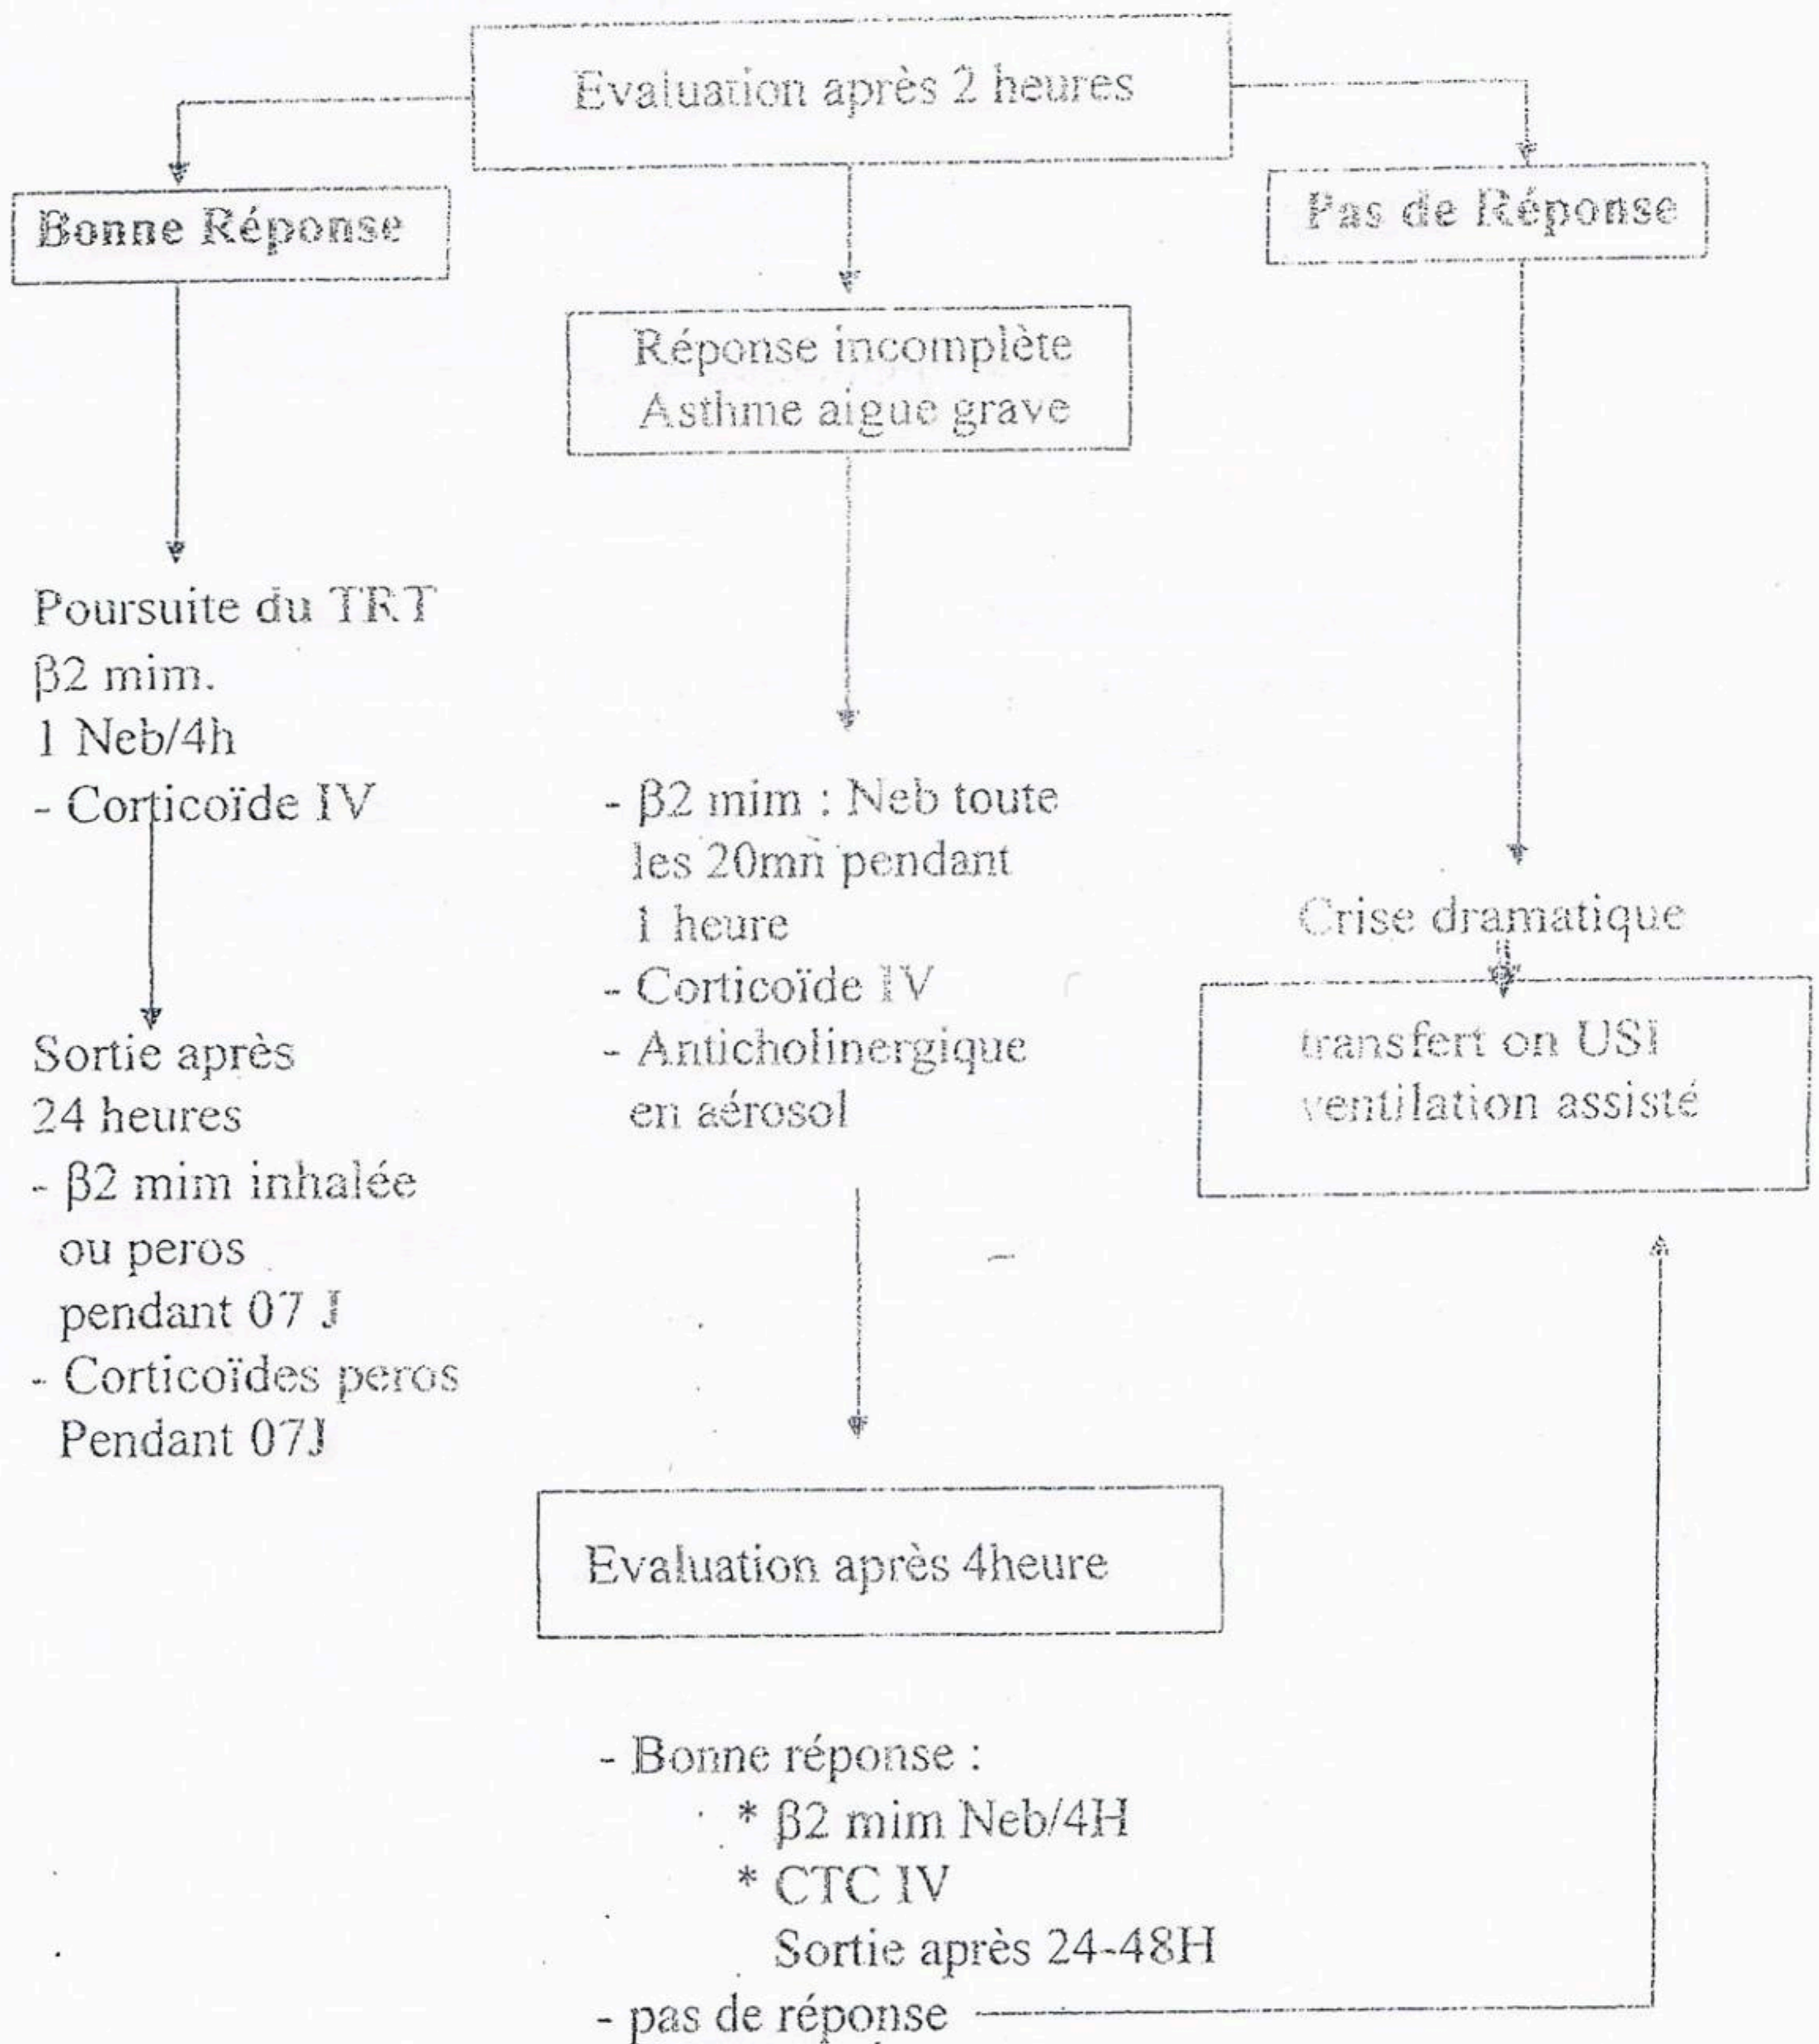 Evaluation après 2 heures
Bonne Réponse
Pas de Réponse
Réponse incomplète
Asthme aigue grave
Poursuite du TRT
β2 mim.
1 Neb/4h
- Corticoïde IV
Sortie après
24 heures
- β2 mim inhalée
ou peros
pendant 07 J
- Corticoïdes peros
Pendant 07J
- β2 mim : Neb toute
les 20mn pendant
1 heure
- Corticoïde IV
- Anticholinergique
en aérosol
Crise dramatique
transfert on USI
ventilation assisté
Evaluation après 4heure
- Bonne réponse :
* β2 mim Neb/4H
* CTC IV
Sortie après 24-48H
- pas de réponse